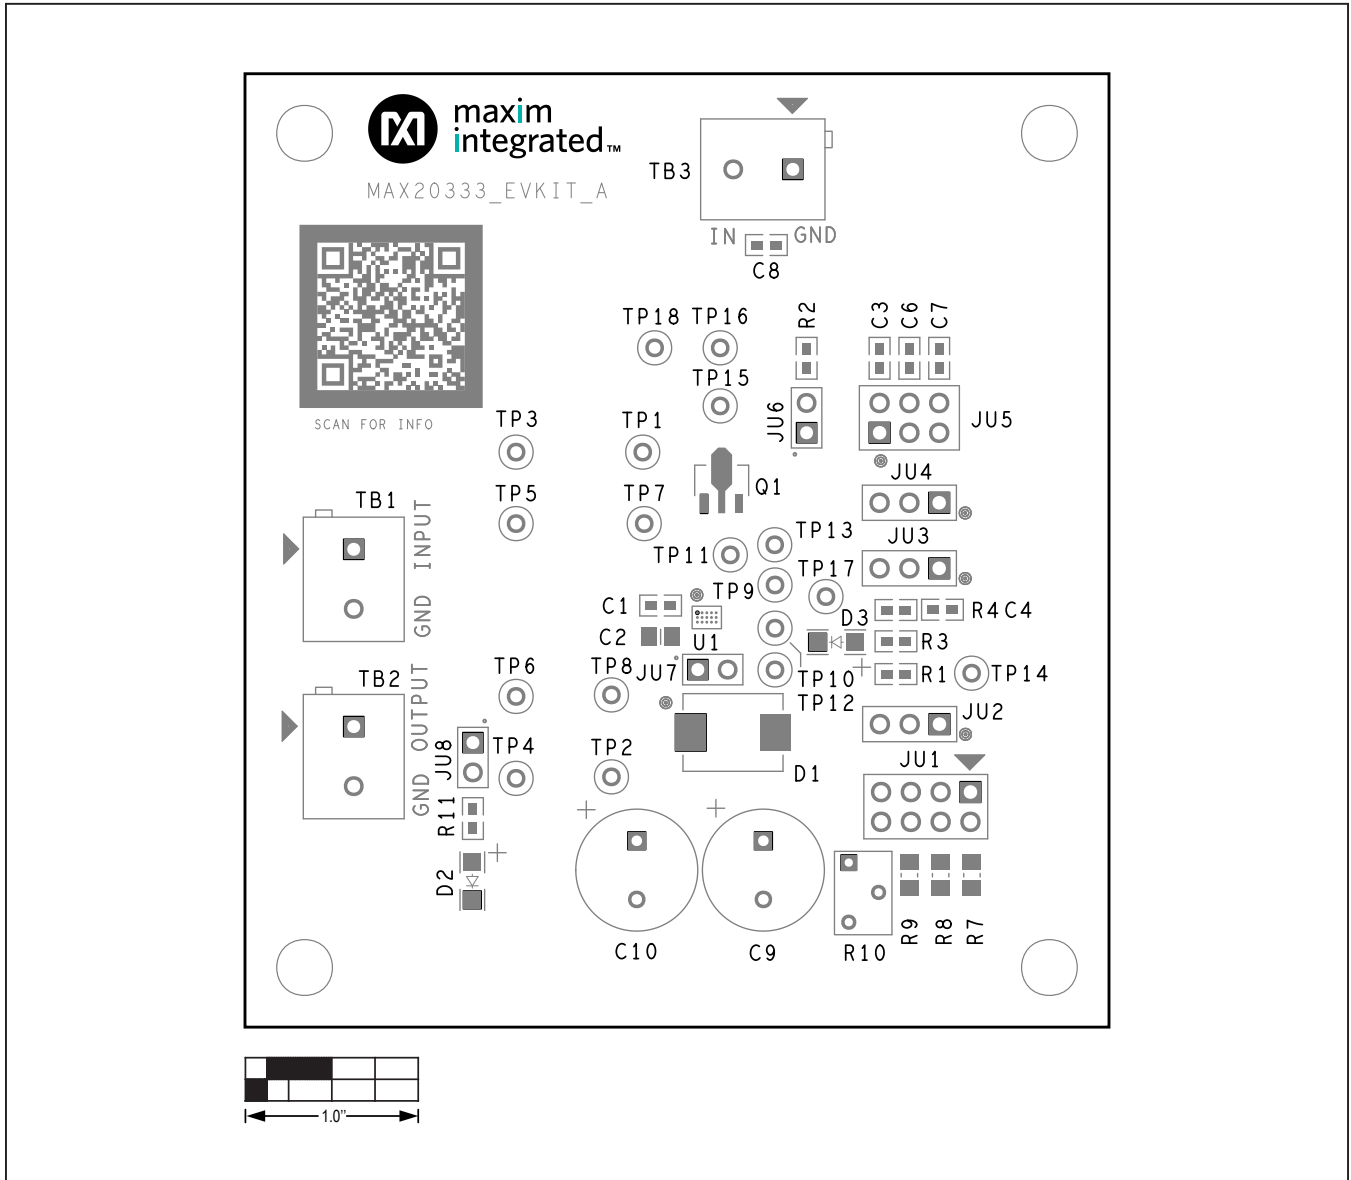 maxim
integrated™
MAX20333_EVKIT_A
TB3
IN
GND
C8
SCAN FOR INFO
TP18
TP16
R2
C3
C6
C7
TP15
JU6
JU5
TP3
TP1
JU4
Q1
TB1
INPUT
GND
TP5
TP7
TP13
JU3
TP11
TP17
TP9
C1
D3
R4
C4
C2
U1
R3
TB2
OUTPUT
GND
TP6
TP8
JU7
TP10
R1
TP14
TP12
JU2
JU8
TP4
TP2
D1
JU1
R11
D2
C10
C9
R10
R9
R8
R7
1.0"